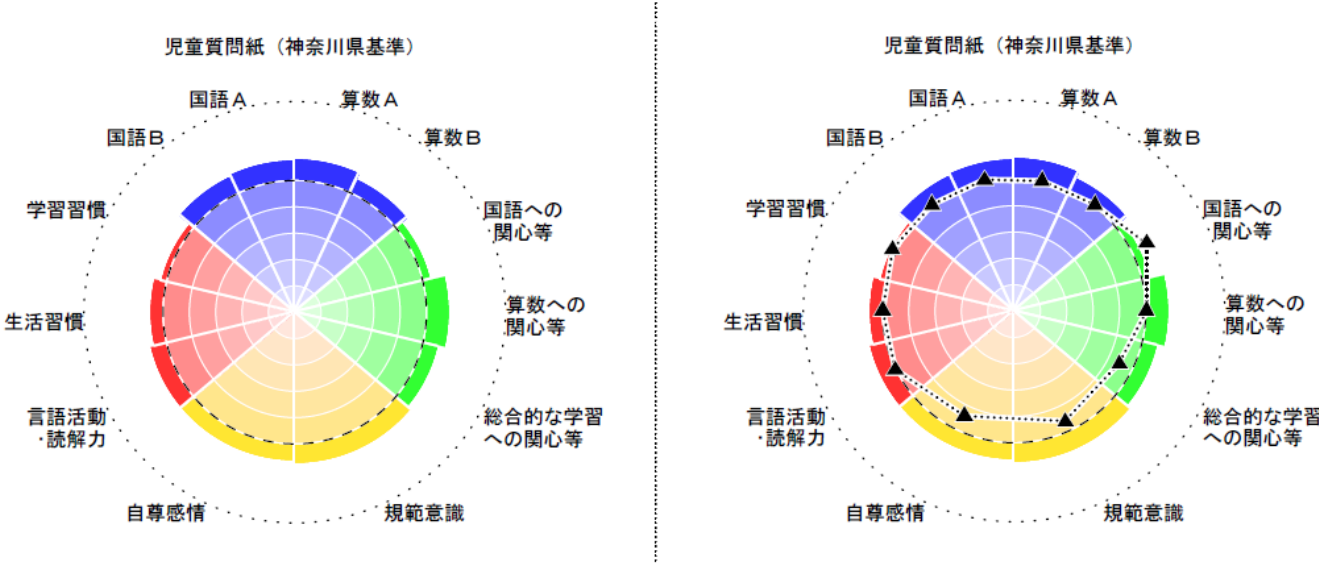 児童質問紙（神奈川県基準）
国語Ａ
算数Ａ
国語Ｂ
算数Ｂ
学習習慣
国語への
関心等
生活習慣
算数への
関心等
言語活動
・読解力
総合的な学習
への関心等
自尊感情
規範意識
児童質問紙（神奈川県基準）
国語Ａ
算数Ａ
国語Ｂ
算数Ｂ
学習習慣
国語への
関心等
生活習慣
算数への
関心等
言語活動
・読解力
総合的な学習
への関心等
自尊感情
規範意識